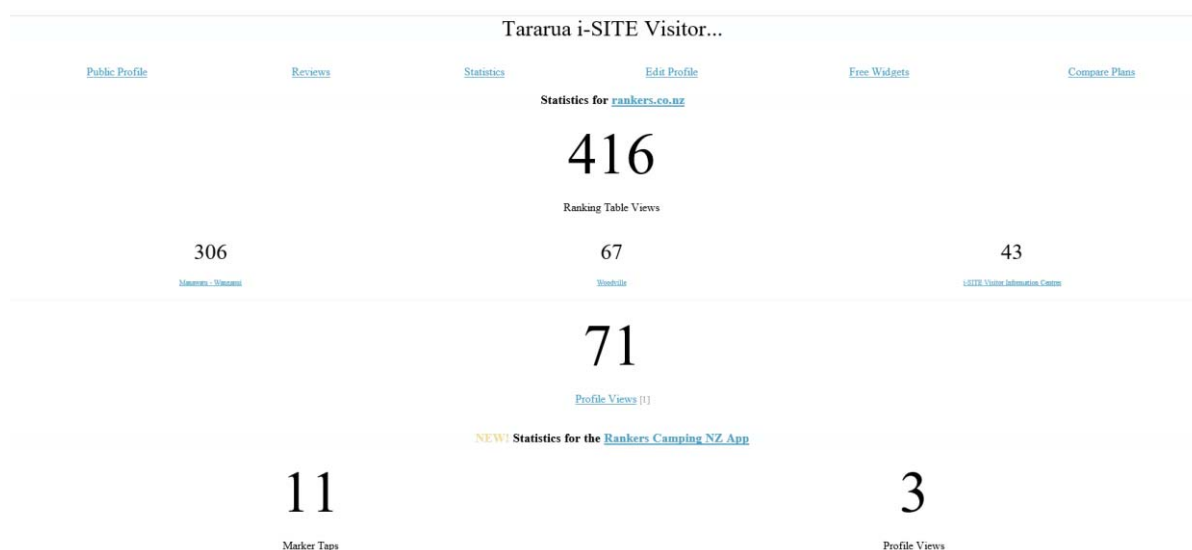 Tararua i-SITE Visitor...
Public Profile Reviews Statistics Edit Profile Free Widgets Compare Plans
Statistics for rankers.co.nz
416
Ranking Table Views
306 67 43
Manawatu - Wanganui Woodville i-SITE Visitor Information Centres
71
Profile Views [1]
NEW! Statistics for the Rankers Camping NZ App
11 3
Marker Taps Profile Views